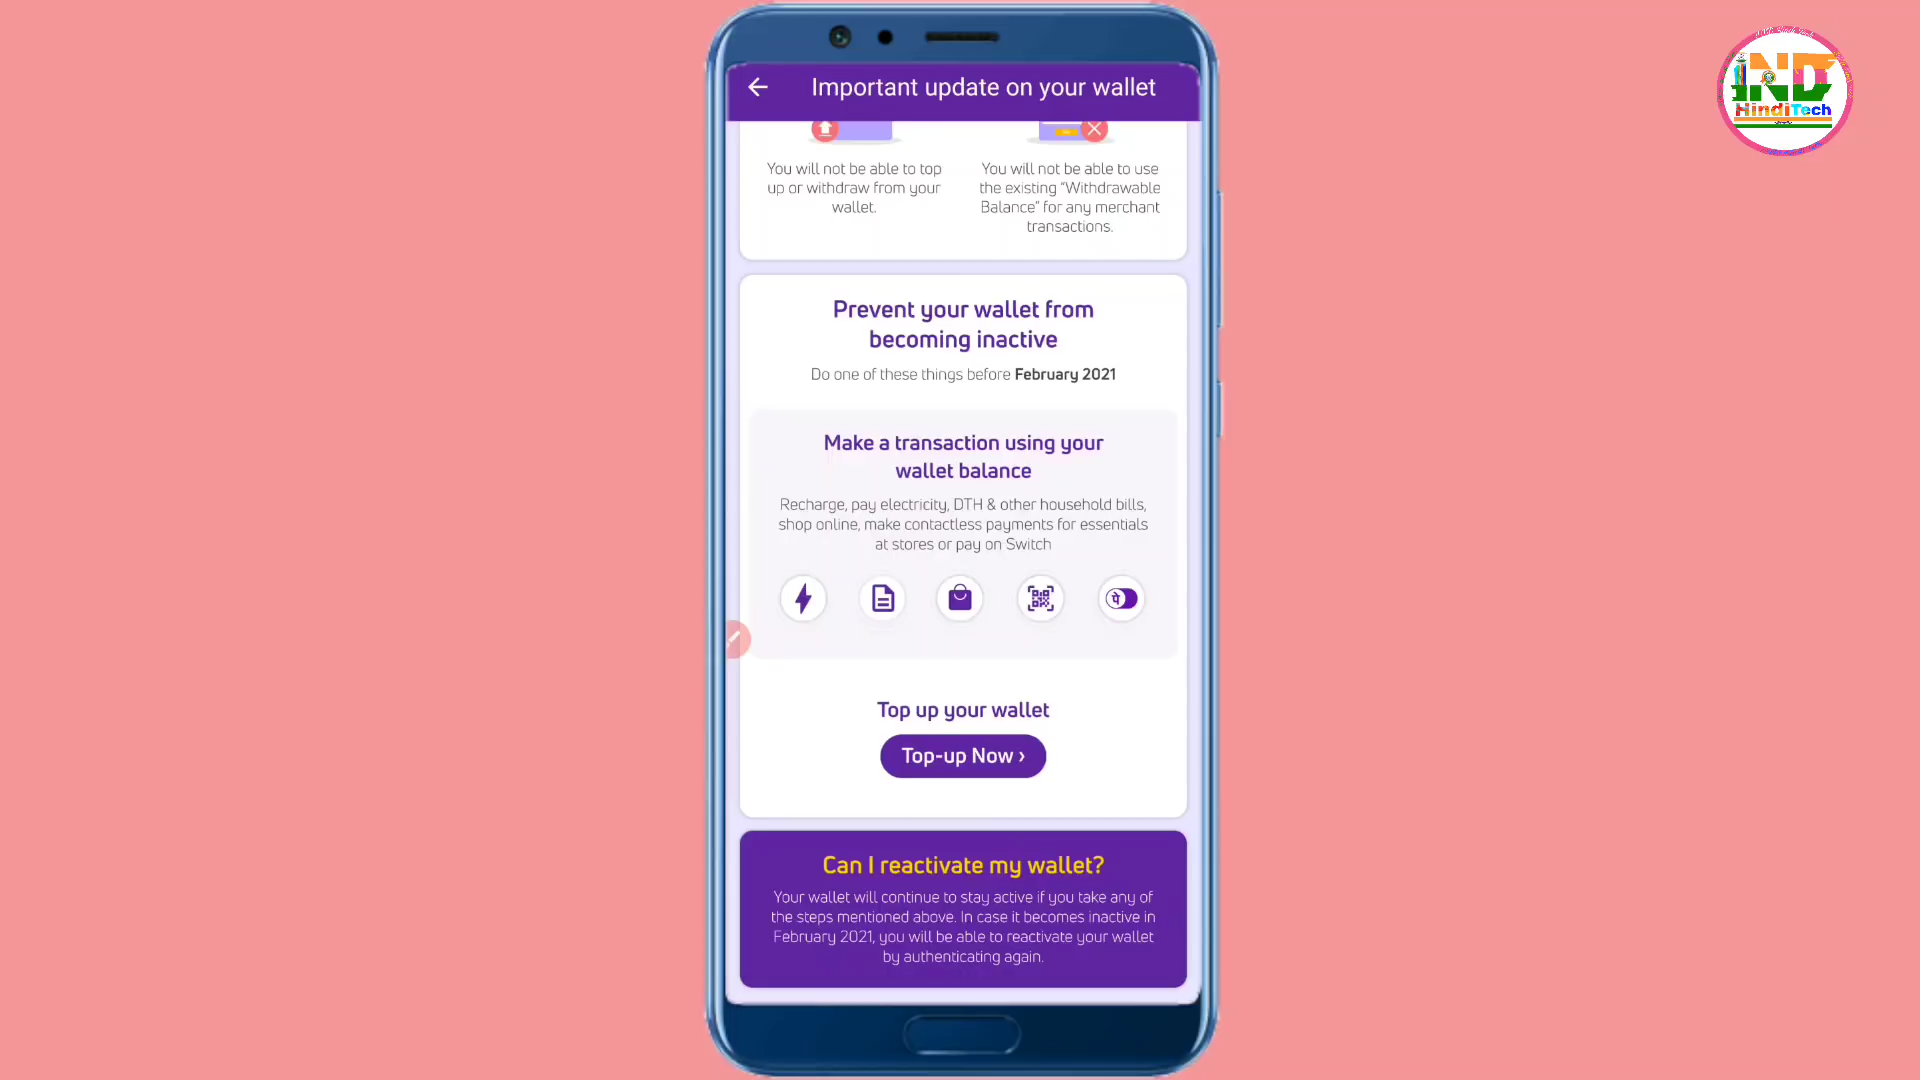 Important update on your wallet
IND
HindiTech
You will not be able to top
up or withdraw from your
wallet.
You will not be able to use
the existing “Withdrawable
Balance” for any merchant
transactions.
Prevent your wallet from
becoming inactive
Do one of these things before February 2021
Make a transaction using your
wallet balance
Recharge, pay electricity, DTH & other household bills,
shop online, make contactless payments for essentials
at stores or pay on Switch
पे
Top up your wallet
Top-up Now ›
Can I reactivate my wallet?
Your wallet will continue to stay active if you take any of
the steps mentioned above. In case it becomes inactive in
February 2021, you will be able to reactivate your wallet
by authenticating again.